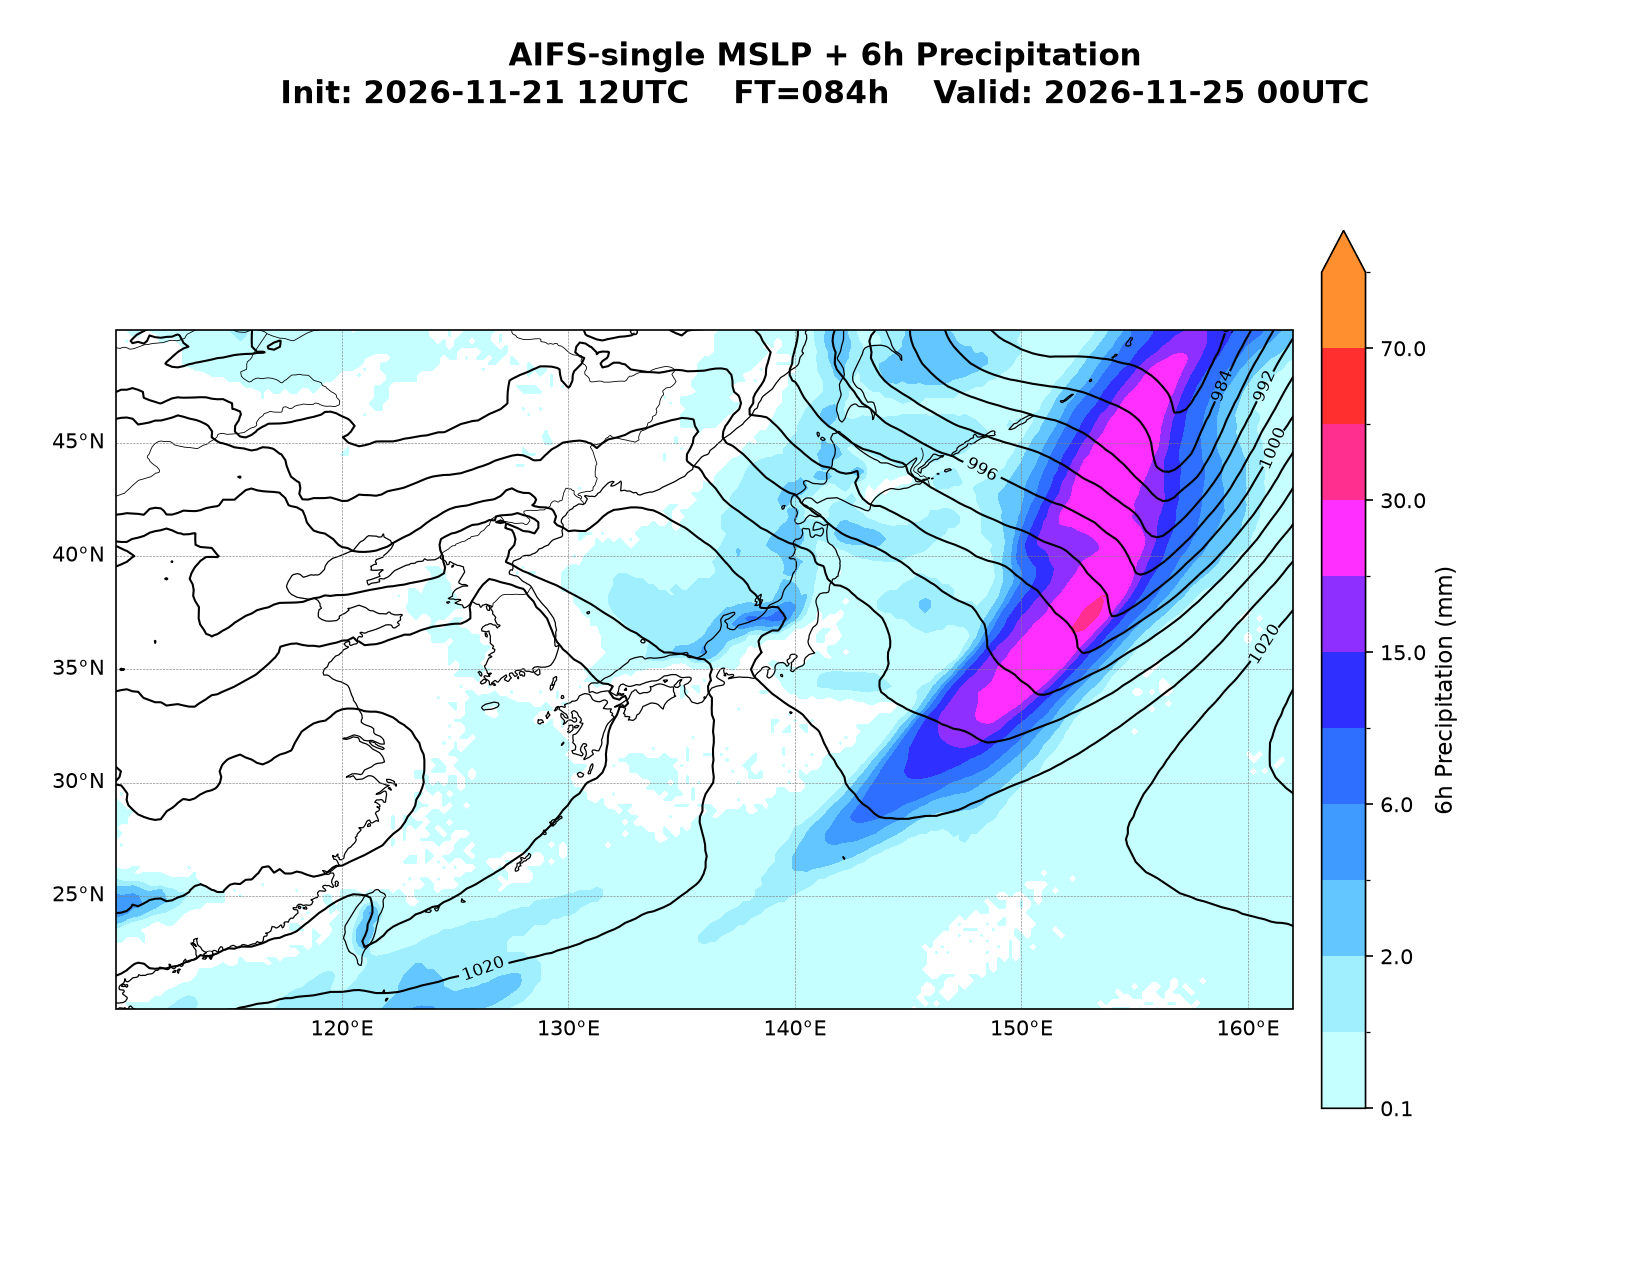 AIFS-single MSLP + 6h Precipitation
Init: 2026-11-21 12UTC    FT=084h    Valid: 2026-11-25 00UTC
984
992
1000
996
1020
1020
45°N
40°N
35°N
30°N
25°N
120°E
130°E
140°E
150°E
160°E
70.0
30.0
15.0
6.0
2.0
0.1
6h Precipitation (mm)